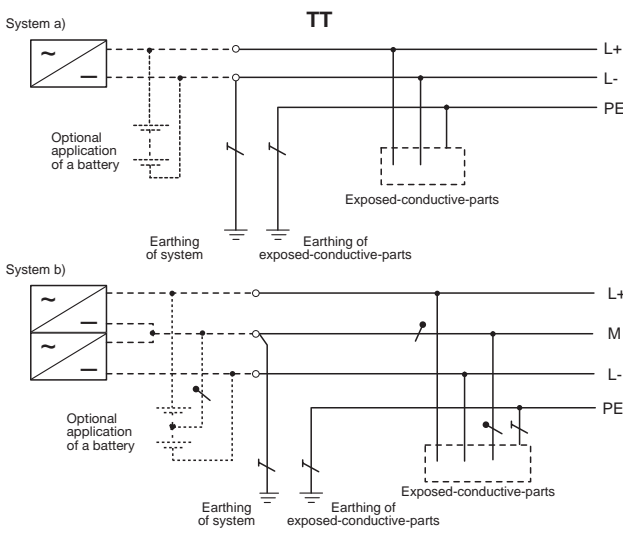 TT
System a)
~
–
L+
L-
PE
Optional
application
of a battery
Exposed-conductive-parts
Earthing
of system
Earthing of
exposed-conductive-parts
System b)
~
–
~
–
L+
M
L-
PE
Optional
application
of a battery
Exposed-conductive-parts
Earthing
of system
Earthing of
exposed-conductive-parts